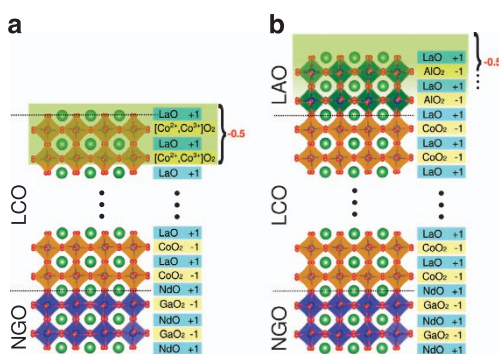 a
LaO +1
[Co²⁺,Co³⁺]O₂
LaO +1
[Co²⁺,Co³⁺]O₂
LaO +1
-0.5
LCO
LaO +1
CoO₂ -1
LaO +1
CoO₂ -1
NGO
NdO +1
GaO₂ -1
NdO +1
GaO₂ -1
NdO +1
b
LAO
LaO +1
AlO₂ -1
LaO +1
AlO₂ -1
-0.5
LaO +1
CoO₂ -1
LaO +1
CoO₂ -1
LaO +1
LCO
LaO +1
CoO₂ -1
LaO +1
CoO₂ -1
NGO
NdO +1
GaO₂ -1
NdO +1
GaO₂ -1
NdO +1